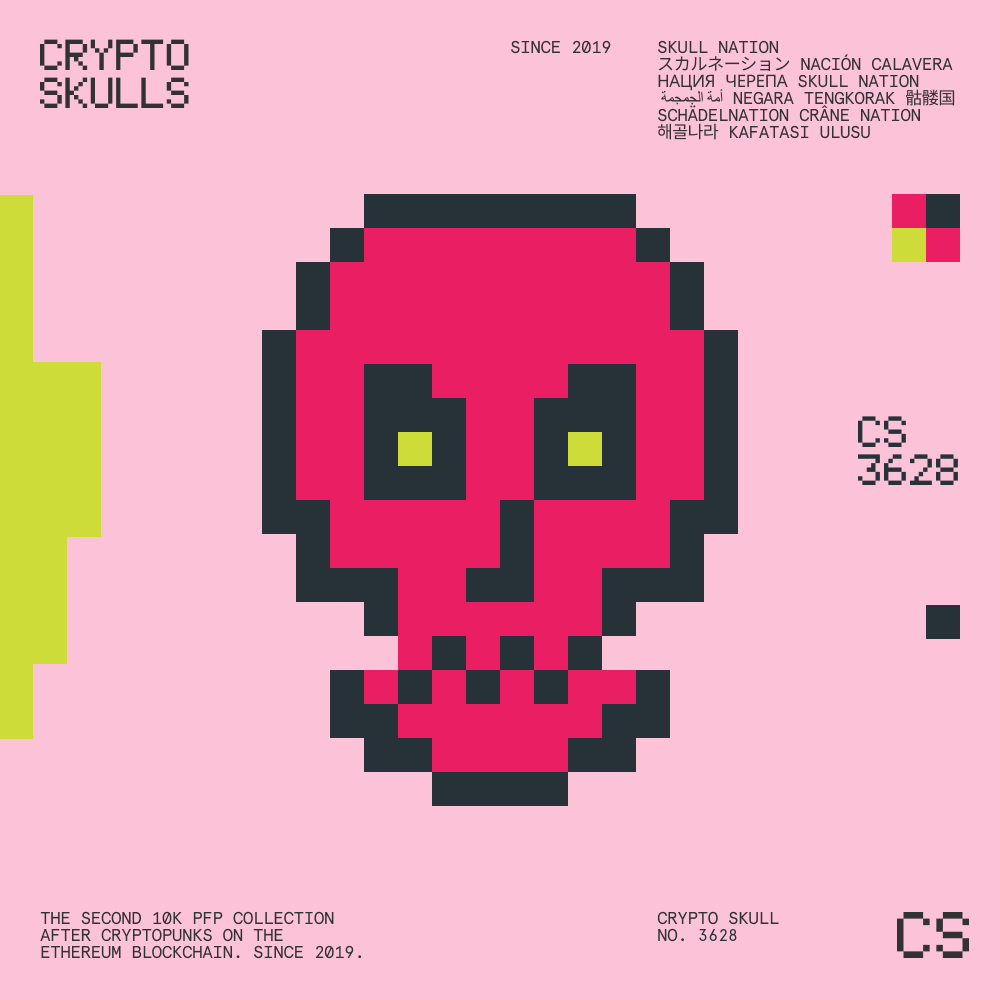 CRYPTO
SKULLS
SINCE 2019
SKULL NATION
スカルネーション NACIÓN CALAVERA
НАЦИЯ ЧЕРЕПА SKULL NATION
أمة الجمجمة NEGARA TENGKORAK 骷髅国
SCHÄDELNATION CRÂNE NATION
해골나라 KAFATASI ULUSU
CS
3628
THE SECOND 10K PFP COLLECTION
AFTER CRYPTOPUNKS ON THE
ETHEREUM BLOCKCHAIN. SINCE 2019.
CRYPTO SKULL
NO. 3628
CS